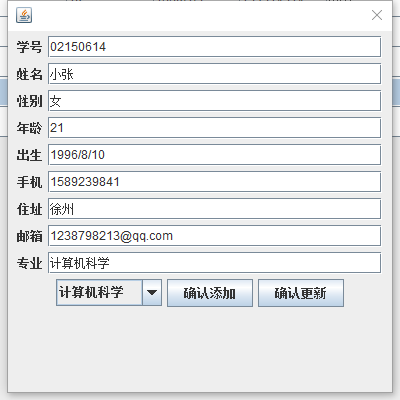 学号 02150614
姓名 小张
性别 女
年龄 21
出生 1996/8/10
手机 1589239841
住址 徐州
邮箱 1238798213@qq.com
专业 计算机科学
计算机科学 确认添加 确认更新